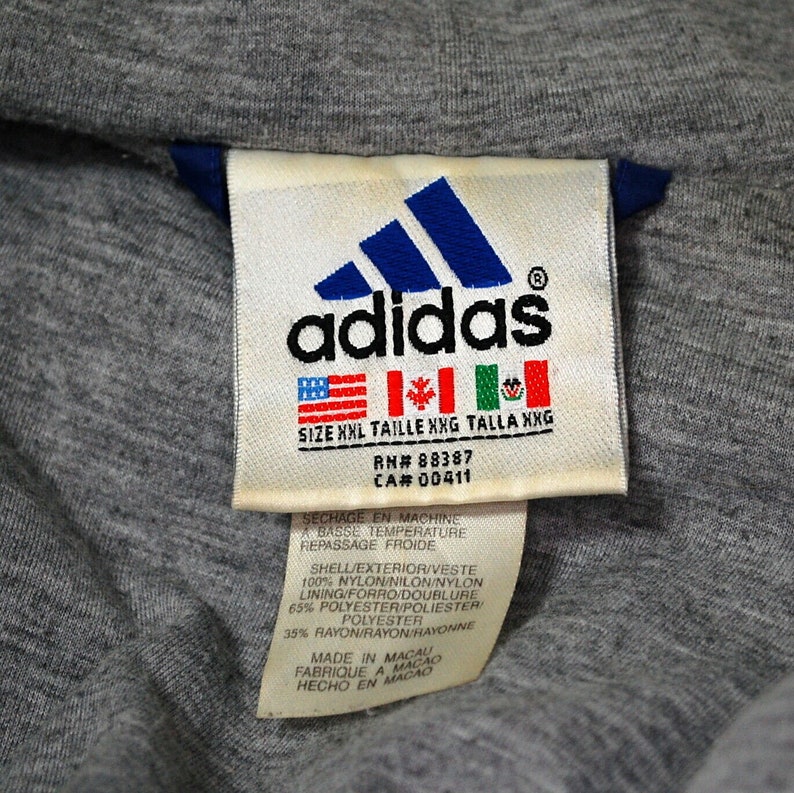 adidas®
SIZE XXL TAILLE XXG TALLA XXG
RN# 88387
CA# 00411
SÉCHAGE EN MACHINE
À BASSE TEMPERATURE
REPASSAGE FROIDE
SHELL/EXTERIOR/VESTE
100% NYLON/NILON/NYLON
LINING/FORRO/DOUBLURE
65% POLYESTER/POLIESTER/
POLYESTER
35% RAYON/RAYON/RAYONNE
MADE IN MACAU
FABRIQUE A MACAO
HECHO EN MACAO